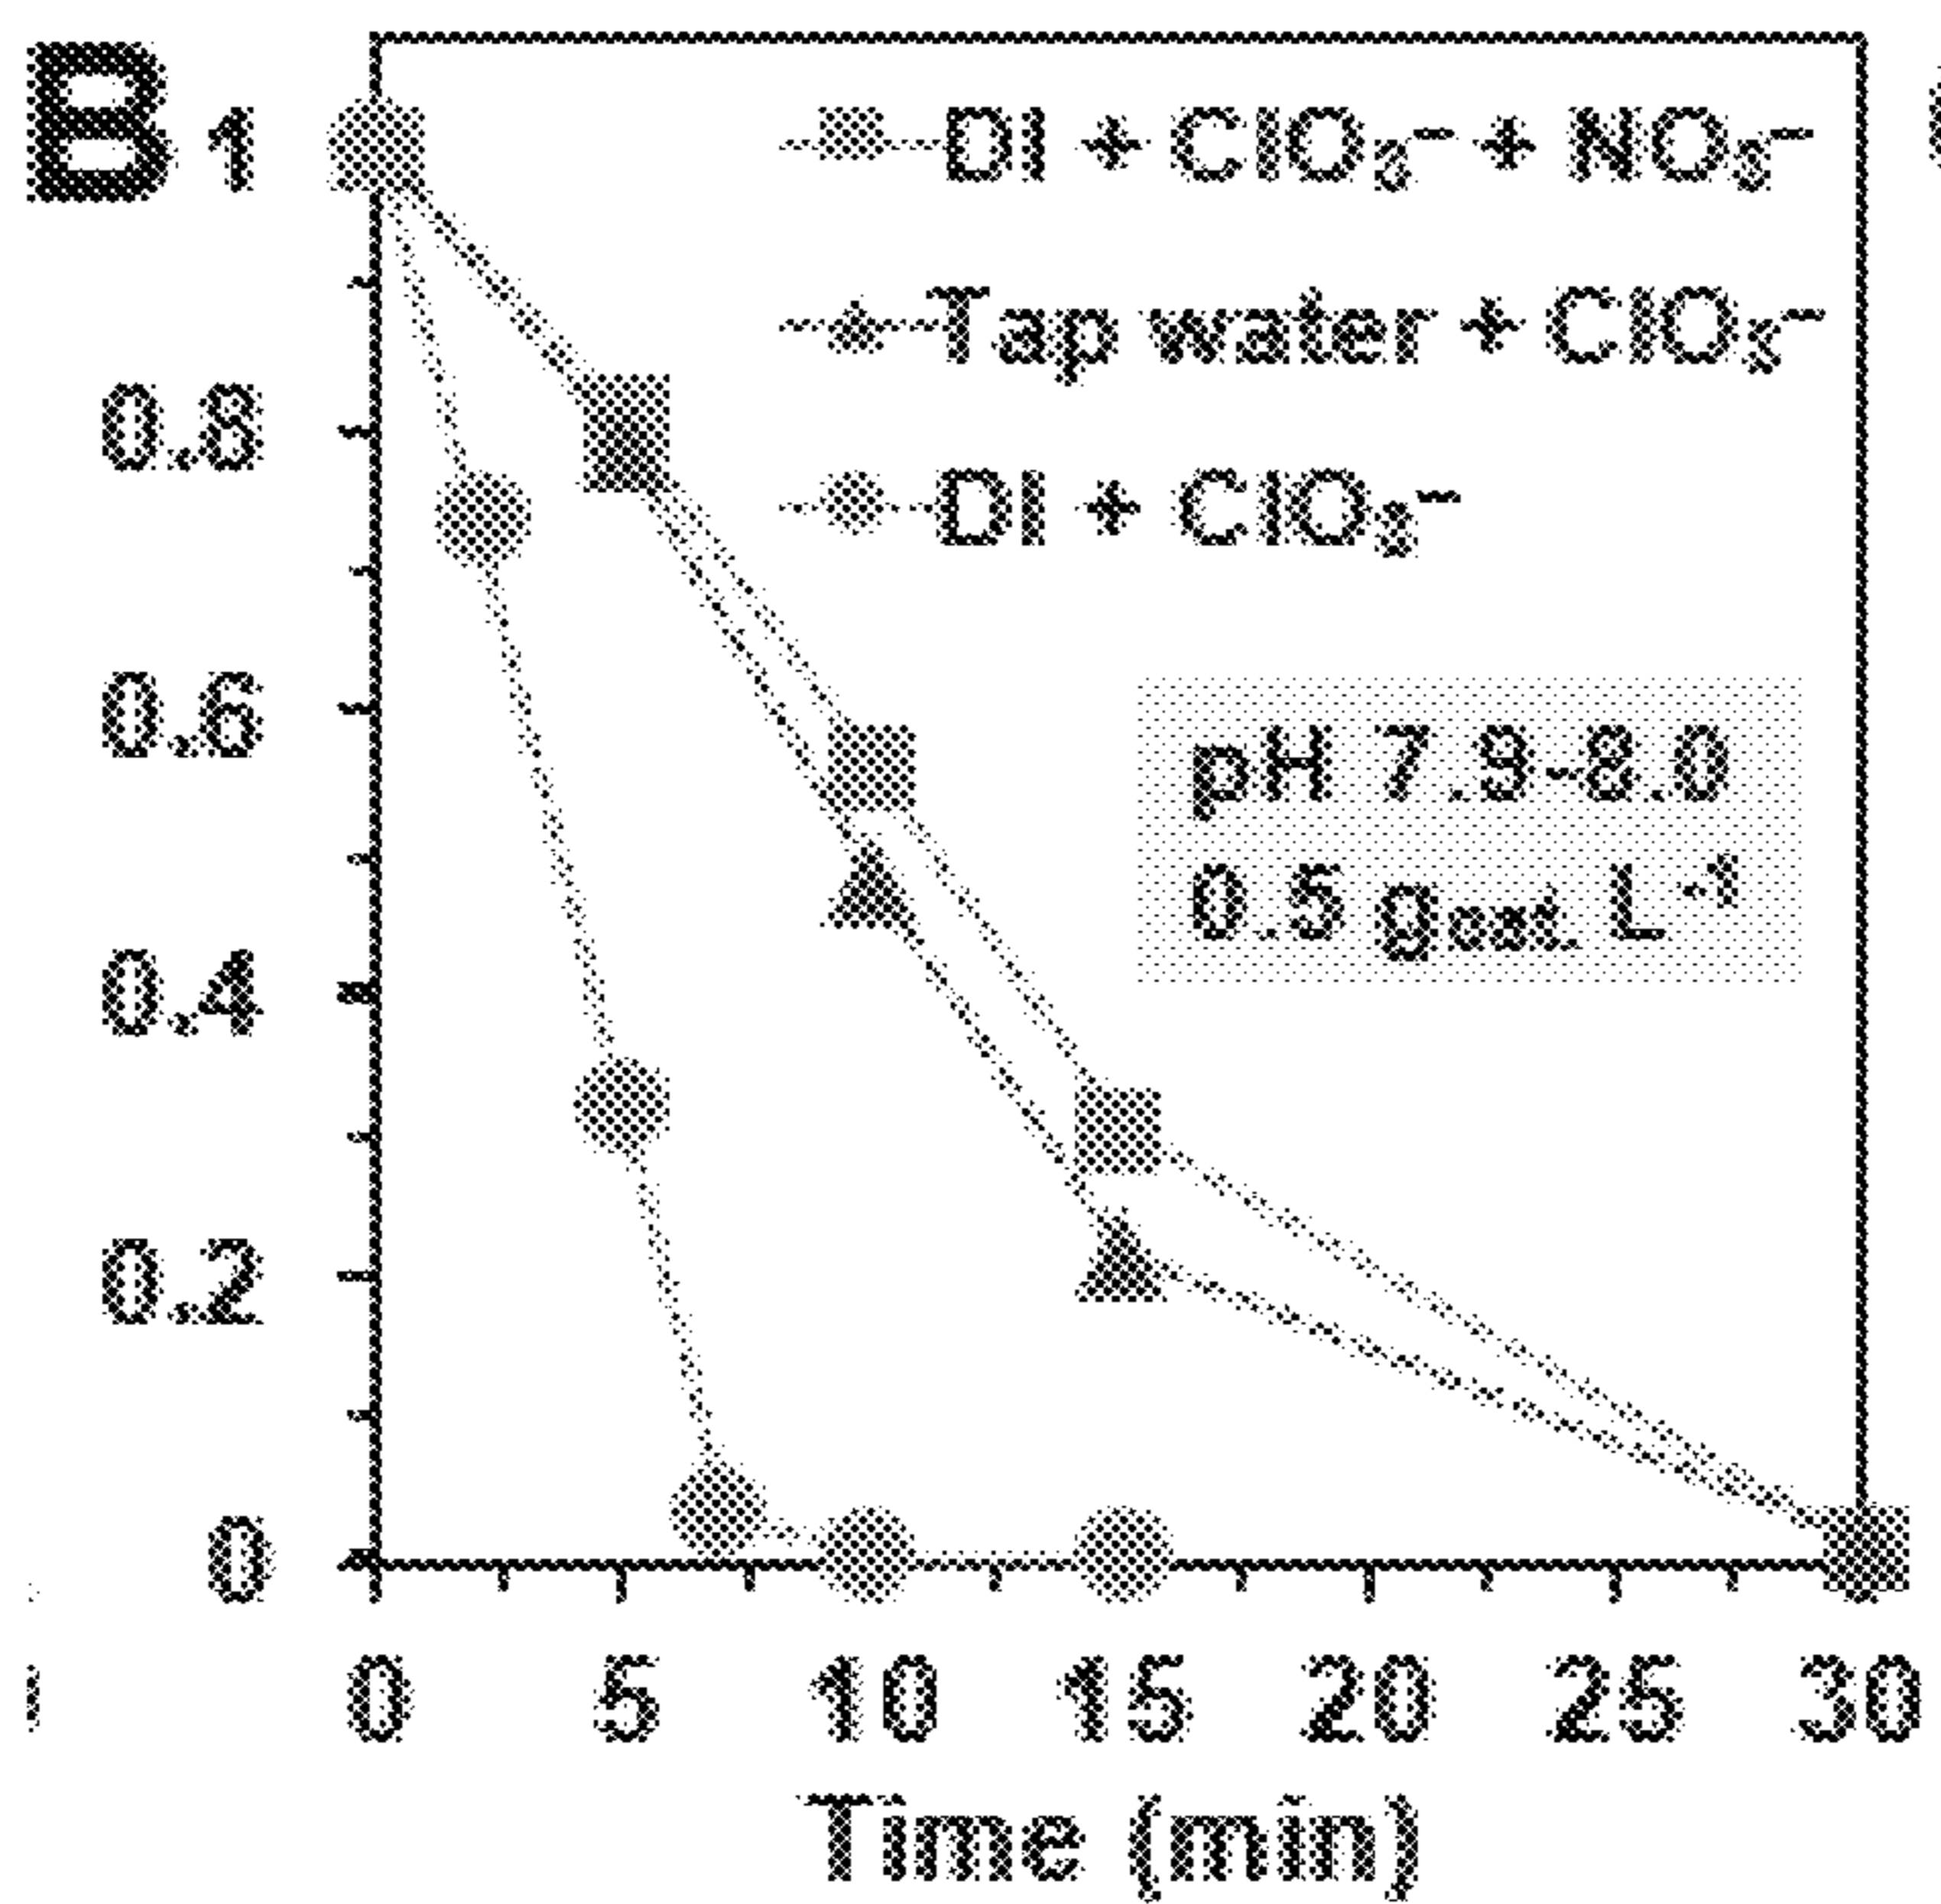 B
DI + ClO₃⁻ + NO₃⁻
Tap water + ClO₃⁻
DI + ClO₃⁻
pH 7.9-8.0
0.5 gcat. L⁻¹
1
0.8
0.6
0.4
0.2
0
0 5 10 15 20 25 30
Time (min)